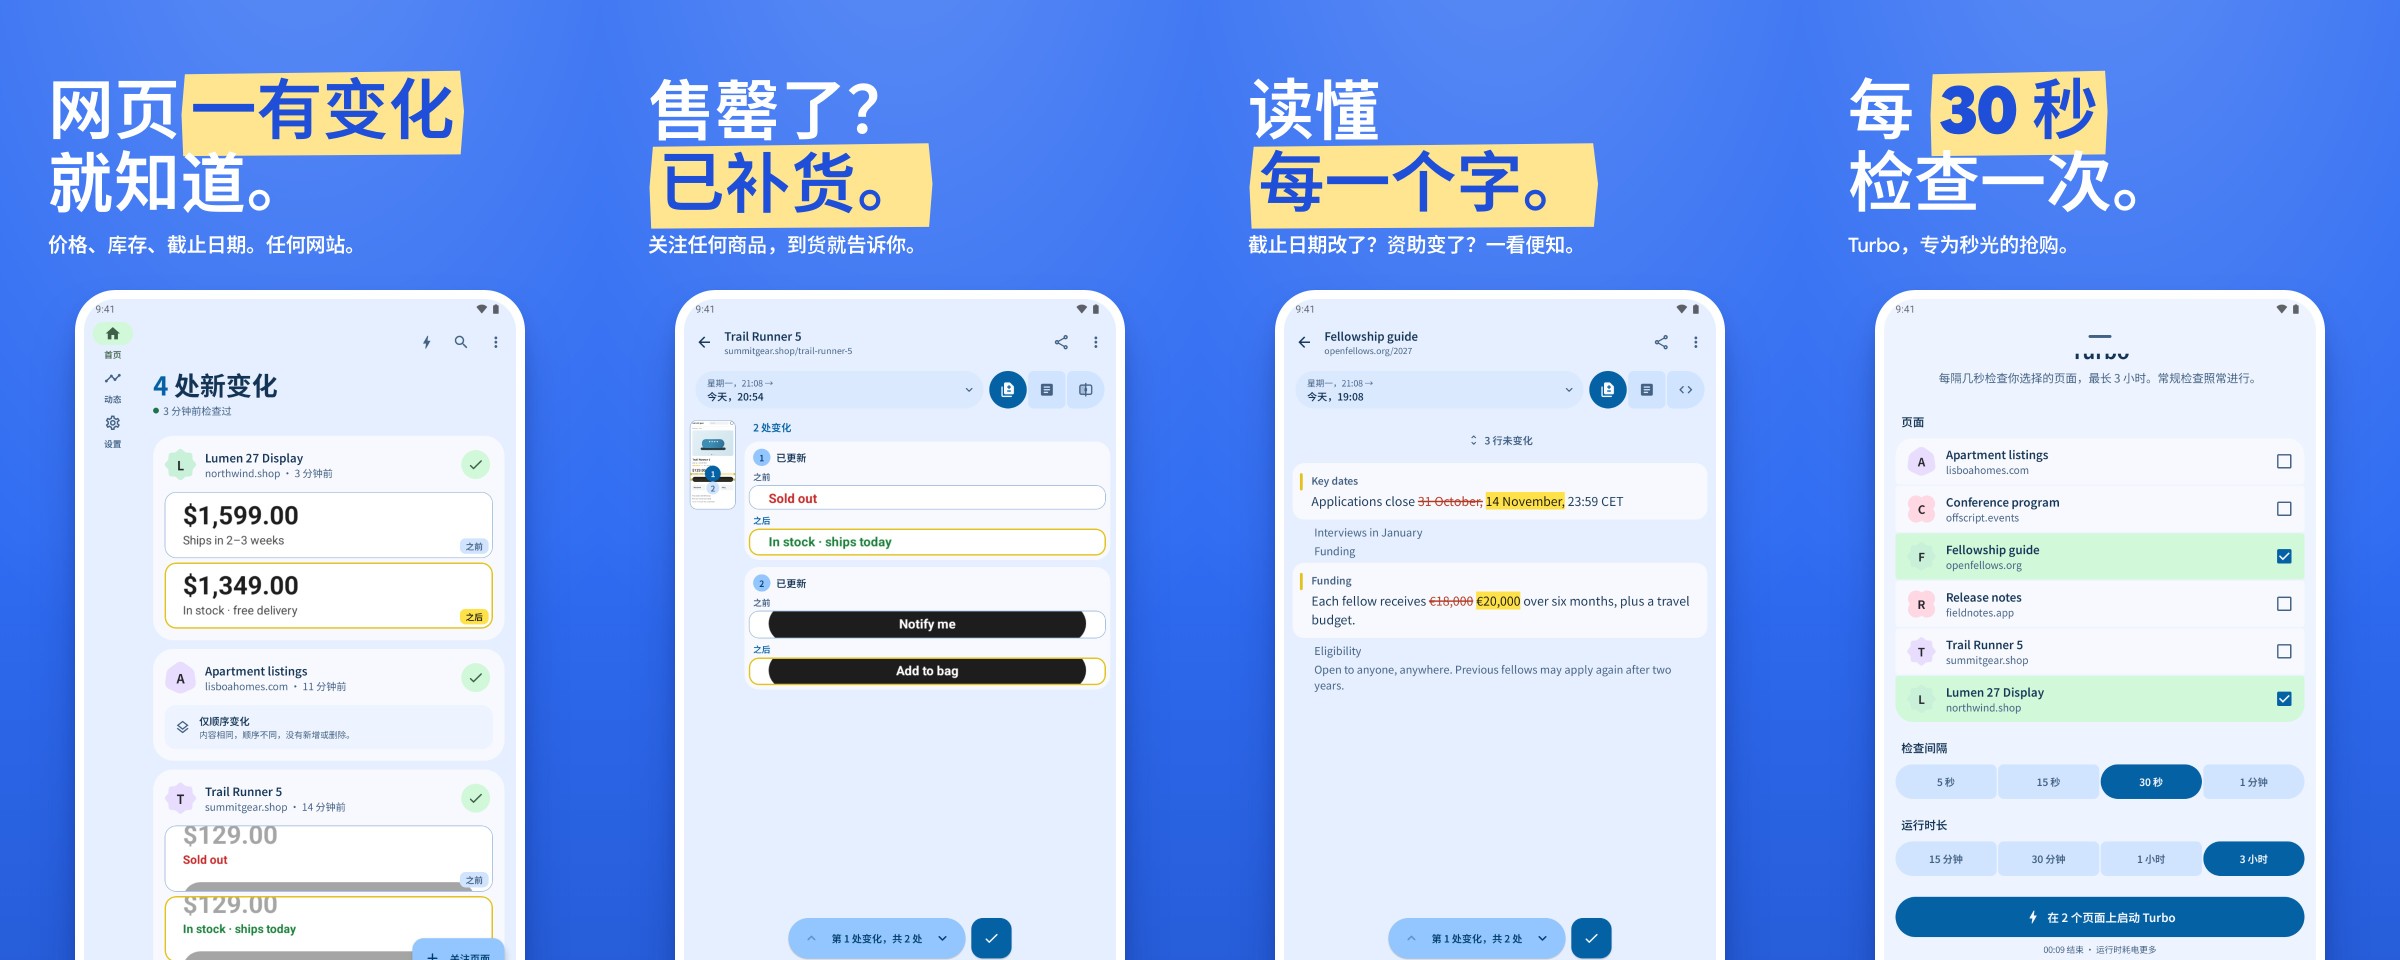 网页一有变化
就知道。
价格、库存、截止日期。任何网站。
9:41
首页
动态
设置
4 处新变化
3 分钟前检查过
L
Lumen 27 Display
northwind.shop • 3 分钟前
$1,599.00
Ships in 2–3 weeks
之前
$1,349.00
In stock · free delivery
之后
A
Apartment listings
lisboahomes.com • 11 分钟前
仅顺序变化
内容相同，顺序不同，没有新增或删除。
T
Trail Runner 5
summitgear.shop • 14 分钟前
$129.00
Sold out
之前
$129.00
In stock · ships today
关注页面
售罄了？
已补货。
关注任何商品，到货就告诉你。
9:41
Trail Runner 5
summitgear.shop/trail-runner-5
星期一，21:08 →
今天，20:54
2 处变化
1 已更新
之前
Sold out
之后
In stock · ships today
2 已更新
之前
Notify me
之后
Add to bag
第 1 处变化，共 2 处
读懂
每一个字。
截止日期改了？资助变了？一看便知。
9:41
Fellowship guide
openfellows.org/2027
星期一，21:08 →
今天，19:08
3 行未变化
Key dates
Applications close 31 October, 14 November, 23:59 CET
Interviews in January
Funding
Funding
Each fellow receives €18,000 €20,000 over six months, plus a travel
budget.
Eligibility
Open to anyone, anywhere. Previous fellows may apply again after two
years.
第 1 处变化，共 2 处
每 30 秒
检查一次。
Turbo，专为秒光的抢购。
9:41
Turbo
每隔几秒检查你选择的页面，最长 3 小时。常规检查照常进行。
页面
A
Apartment listings
lisboahomes.com
C
Conference program
offscript.events
F
Fellowship guide
openfellows.org
R
Release notes
fieldnotes.app
T
Trail Runner 5
summitgear.shop
L
Lumen 27 Display
northwind.shop
检查间隔
5 秒
15 秒
30 秒
1 分钟
运行时长
15 分钟
30 分钟
1 小时
3 小时
在 2 个页面上启动 Turbo
00:09 结束 • 运行时耗电更多